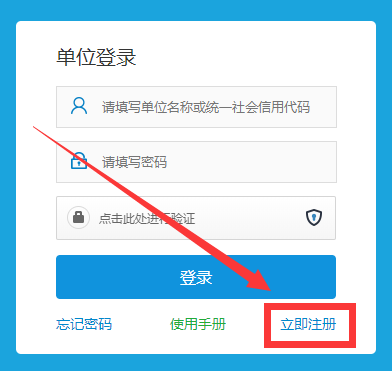 单位登录
请填写单位名称或统一社会信用代码
请填写密码
点击此处进行验证
登录
忘记密码 使用手册 立即注册